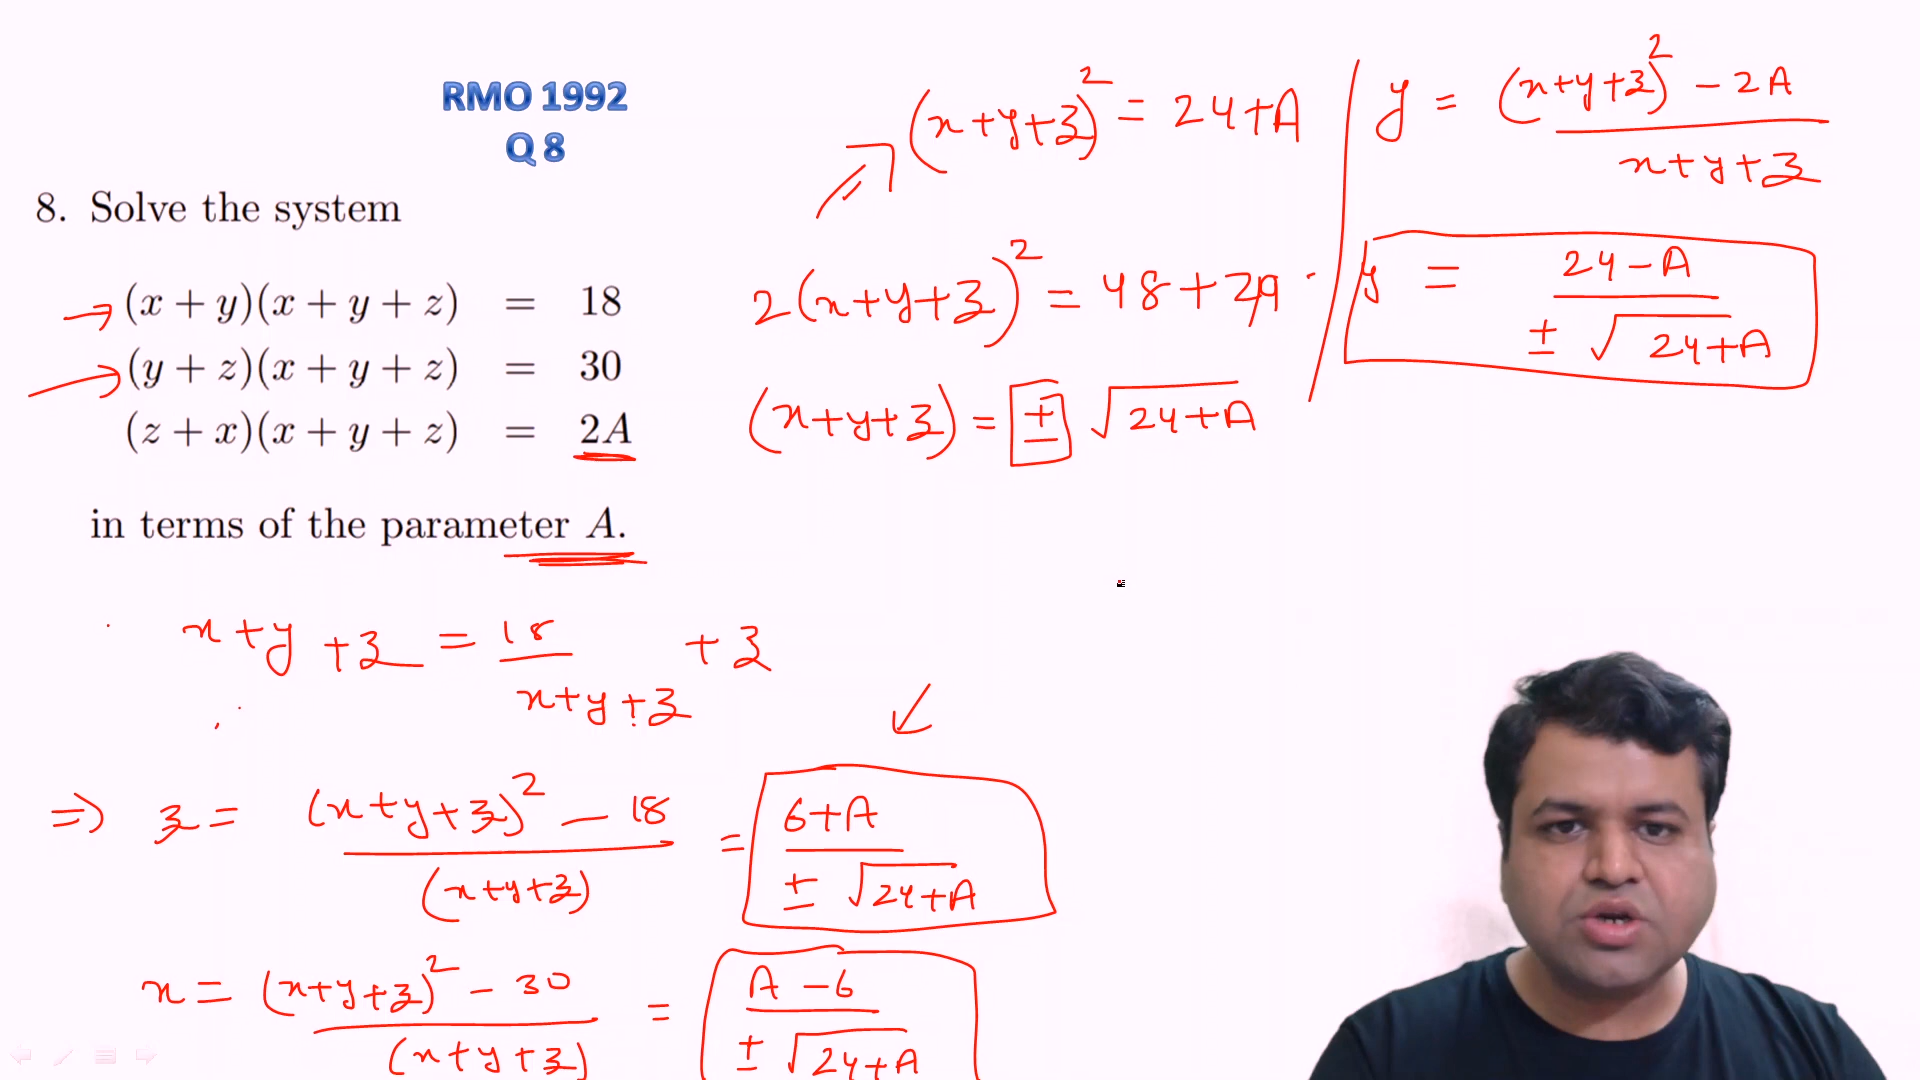 RMO 1992
Q 8
8. Solve the system
(x + y)(x + y + z) = 18
(y + z)(x + y + z) = 30
(z + x)(x + y + z) = 2A
in terms of the parameter A.
x+y+z = 18/(x+y+z) + z
⇒ z = ((x+y+z)² − 18)/(x+y+z) = (6+A)/(± √(24+A))
x = ((x+y+z)² − 30)/(x+y+z) = (A − 6)/(± √(24+A))
(x+y+z)² = 24+A
2(x+y+z)² = 48+2A
(x+y+z) = ± √(24+A)
y = ((x+y+z)² − 2A)/(x+y+z)
y = (24−A)/(± √(24+A))